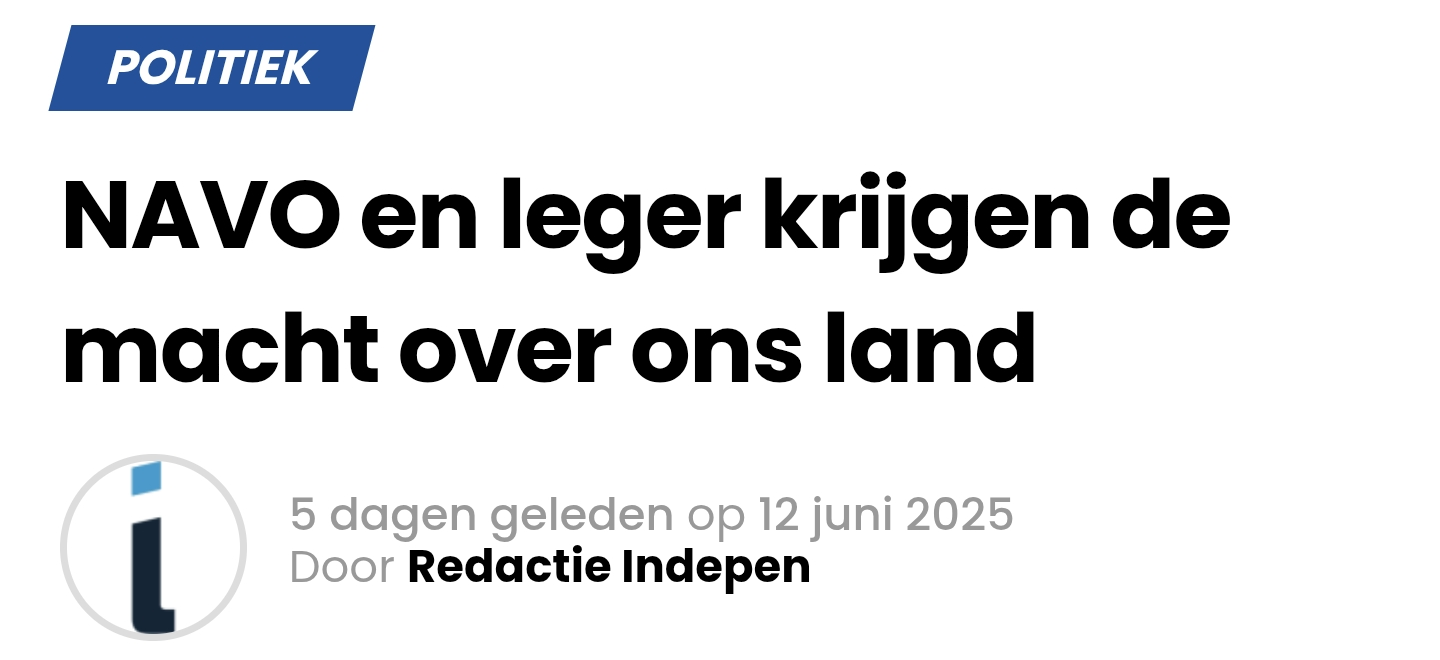 POLITIEK
NAVO en leger krijgen de
macht over ons land
5 dagen geleden op 12 juni 2025
Door Redactie Indepen